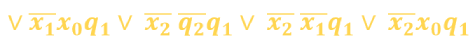 ∨ x̅₁x₀q₁ ∨ x̅₂ q̅₂q₁ ∨ x̅₂ x̅₁q₁ ∨ x̅₂x₀q₁